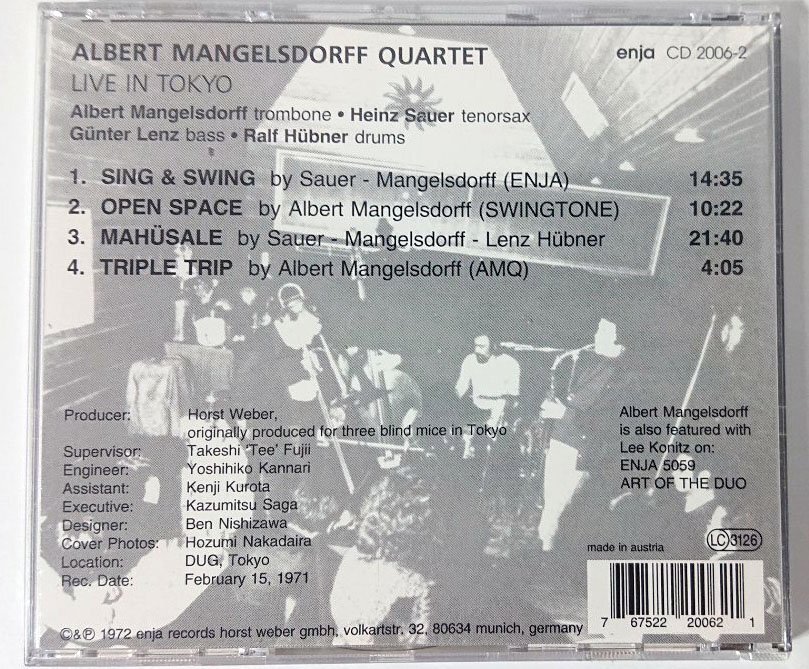 ALBERT MANGELSDORFF QUARTET
enja CD 2006-2
LIVE IN TOKYO
Albert Mangelsdorff trombone • Heinz Sauer tenorsax
Günter Lenz bass • Ralf Hübner drums
1. SING & SWING by Sauer - Mangelsdorff (ENJA) 14:35
2. OPEN SPACE by Albert Mangelsdorff (SWINGTONE) 10:22
3. MAHÜSALE by Sauer - Mangelsdorff - Lenz Hübner 21:40
4. TRIPLE TRIP by Albert Mangelsdorff (AMQ) 4:05
Producer: Horst Weber,
originally produced for three blind mice in Tokyo
Supervisor: Takeshi 'Tee' Fujii
Engineer: Yoshihiko Kannari
Assistant: Kenji Kurota
Executive: Kazumitsu Saga
Designer: Ben Nishizawa
Cover Photos: Hozumi Nakadaira
Location: DUG, Tokyo
Rec. Date: February 15, 1971
Albert Mangelsdorff
is also featured with
Lee Konitz on:
ENJA 5059
ART OF THE DUO
made in austria
LC 3126
7 67522 20062 1
©&℗ 1972 enja records horst weber gmbh, volkartstr. 32, 80634 munich, germany